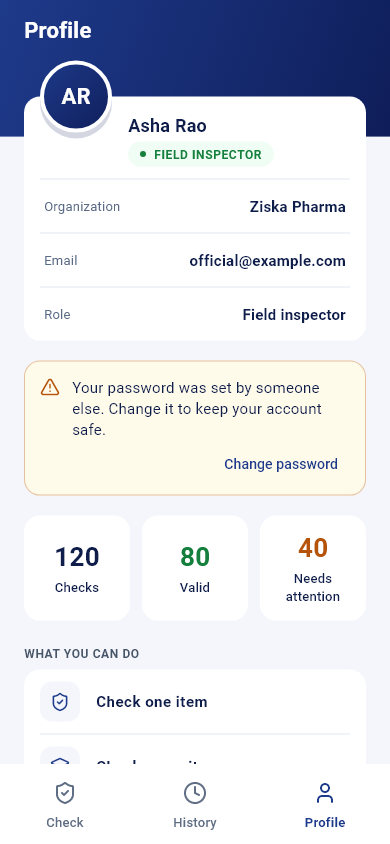 Profile
AR
Asha Rao
FIELD INSPECTOR
Organization
Ziska Pharma
Email
official@example.com
Role
Field inspector
Your password was set by someone
else. Change it to keep your account
safe.
Change password
120
Checks
80
Valid
40
Needs
attention
WHAT YOU CAN DO
Check one item
Check
History
Profile